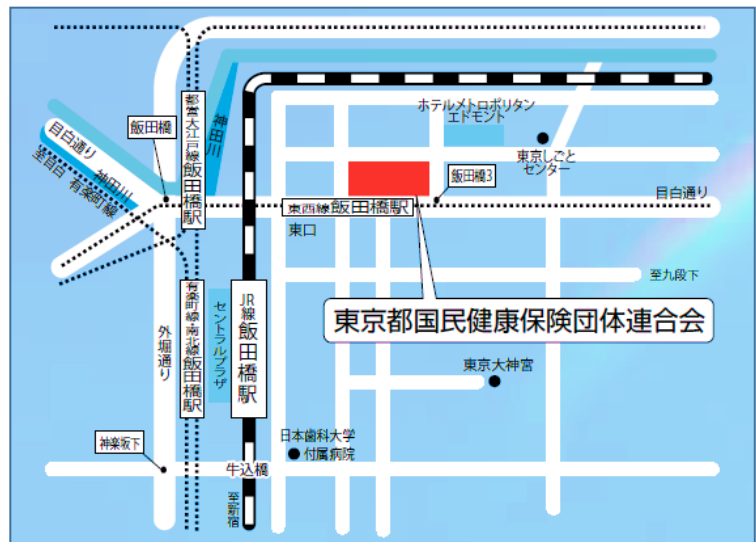 ホテルメトロポリタン
エドモント
都営大江戸線飯田橋駅
神田川
飯田橋
目白通り
神田川
至目白 有楽町線
東京しごと
センター
飯田橋3
目白通り
東西線飯田橋駅
東口
至九段下
有楽町線・南北線飯田橋駅
セントラルプラザ
JR線飯田橋駅
東京都国民健康保険団体連合会
外堀通り
東京大神宮
日本歯科大学
付属病院
神楽坂下
牛込橋
至新宿